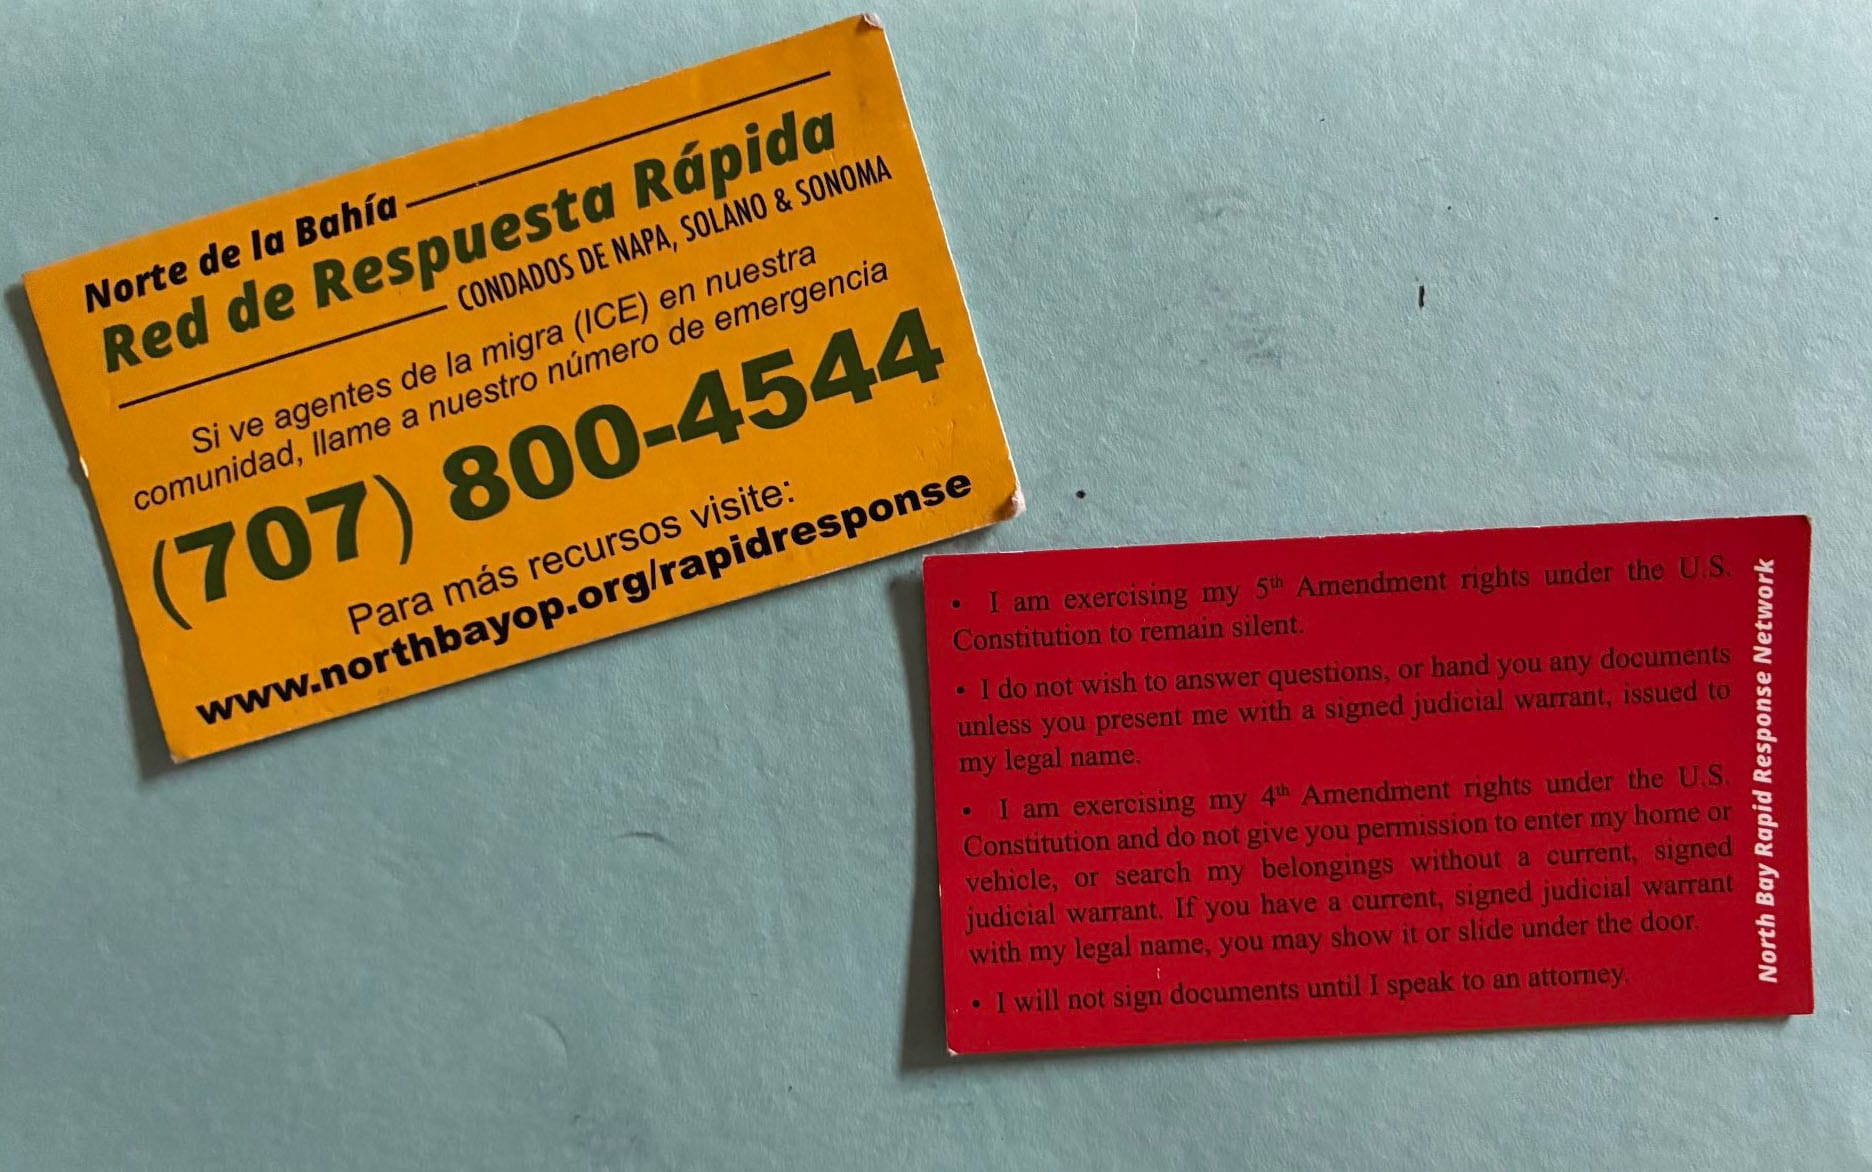 Norte de la Bahía
Red de Respuesta Rápida
CONDADOS DE NAPA, SOLANO & SONOMA
Si ve agentes de la migra (ICE) en nuestra
comunidad, llame a nuestro número de emergencia
(707) 800-4544
Para más recursos visite:
www.northbayop.org/rapidresponse
• I am exercising my 5th Amendment rights under the U.S.
Constitution to remain silent.
• I do not wish to answer questions, or hand you any documents
unless you present me with a signed judicial warrant, issued to
my legal name.
• I am exercising my 4th Amendment rights under the U.S.
Constitution and do not give you permission to enter my home or
vehicle, or search my belongings without a current, signed
judicial warrant. If you have a current, signed judicial warrant
with my legal name, you may show it or slide under the door.
• I will not sign documents until I speak to an attorney.
North Bay Rapid Response Network